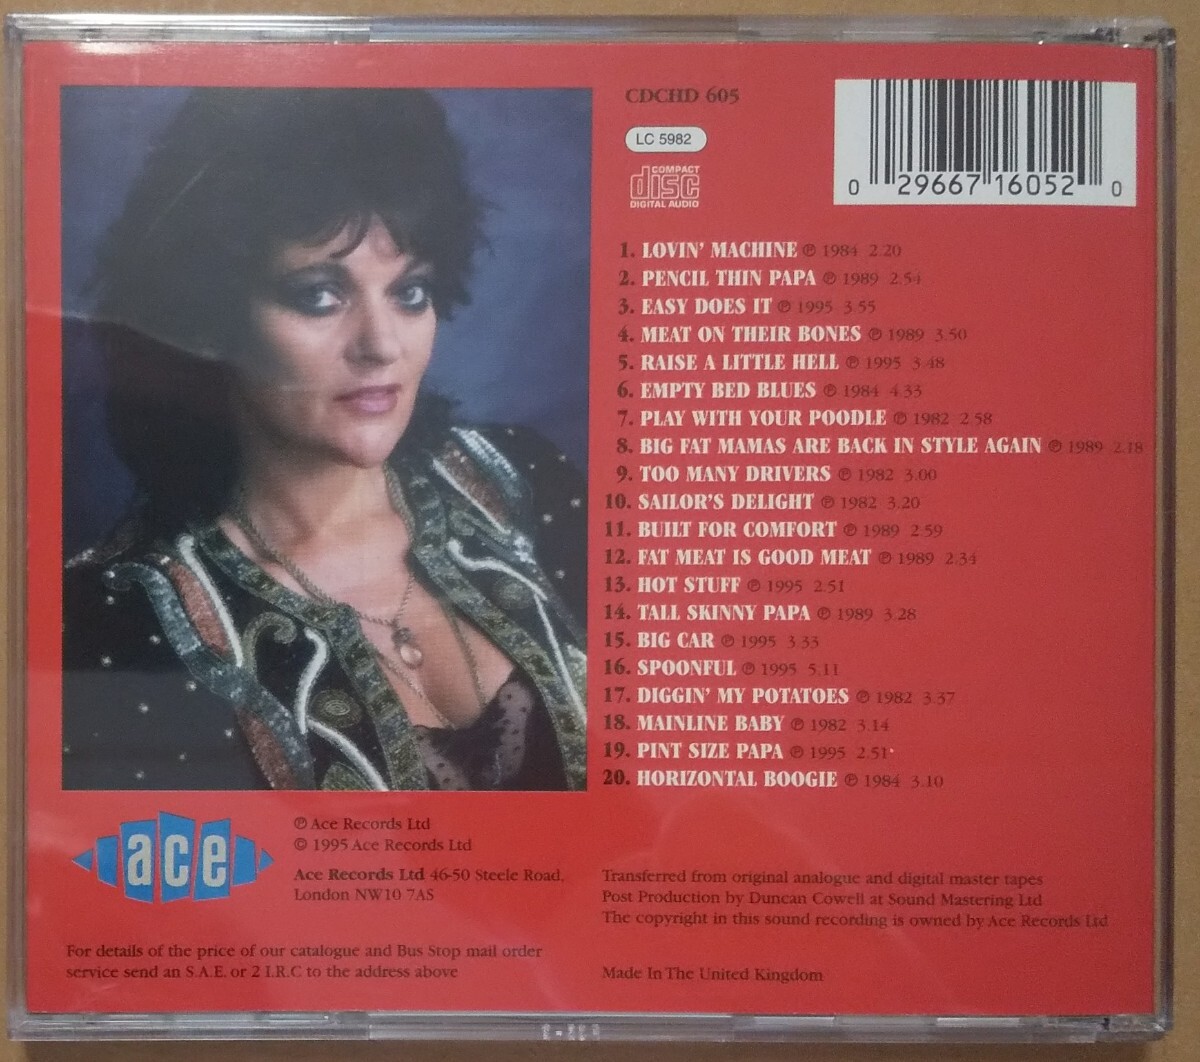 CDCHD 605
LC 5982
COMPACT
disc
DIGITAL AUDIO
0 29667 16052 0
1. LOVIN' MACHINE ℗ 1984 2.20
2. PENCIL THIN PAPA ℗ 1989 2.54
3. EASY DOES IT ℗ 1995 3.55
4. MEAT ON THEIR BONES ℗ 1989 3.50
5. RAISE A LITTLE HELL ℗ 1995 3.48
6. EMPTY BED BLUES ℗ 1984 4.33
7. PLAY WITH YOUR POODLE ℗ 1982 2.58
8. BIG FAT MAMAS ARE BACK IN STYLE AGAIN ℗ 1989 2.18
9. TOO MANY DRIVERS ℗ 1982 3.00
10. SAILOR'S DELIGHT ℗ 1982 3.20
11. BUILT FOR COMFORT ℗ 1989 2.59
12. FAT MEAT IS GOOD MEAT ℗ 1989 2.34
13. HOT STUFF ℗ 1995 2.51
14. TALL SKINNY PAPA ℗ 1989 3.28
15. BIG CAR ℗ 1995 3.33
16. SPOONFUL ℗ 1995 5.11
17. DIGGIN' MY POTATOES ℗ 1982 3.37
18. MAINLINE BABY ℗ 1982 3.14
19. PINT SIZE PAPA ℗ 1995 2.51
20. HORIZONTAL BOOGIE ℗ 1984 3.10
ace
℗ Ace Records Ltd
© 1995 Ace Records Ltd
Ace Records Ltd 46-50 Steele Road,
London NW10 7AS
For details of the price of our catalogue and Bus Stop mail order
service send an S.A.E. or 2 I.R.C to the address above
Transferred from original analogue and digital master tapes
Post Production by Duncan Cowell at Sound Mastering Ltd
The copyright in this sound recording is owned by Ace Records Ltd
Made In The United Kingdom